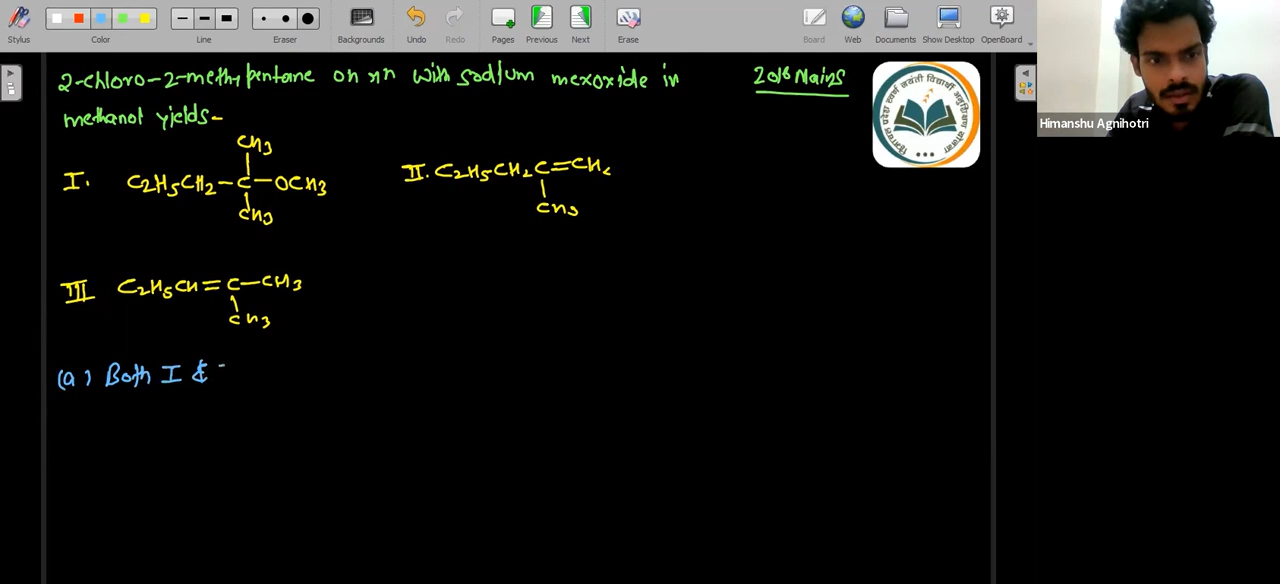 Stylus
Color
Line
Eraser
Backgrounds
Undo
Redo
Pages
Previous
Next
Erase
Board
Web
Documents
Show Desktop
OpenBoard
2-chloro-2-methylpentane on rxn with sodium mexoxide in
methanol yields-
2016 Mains
I. C2H5CH2-C-OCH3
CH3
CH3
II. C2H5CH2C=CH2
CH3
III C2H5CH=C-CH3
CH3
(a) Both I &
Himanshu Agnihotri